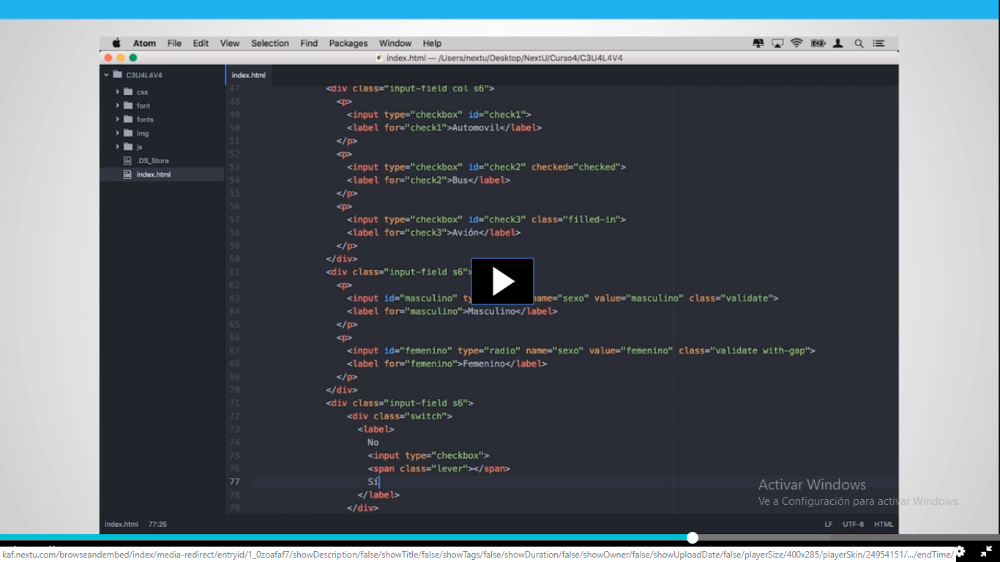 Atom File Edit View Selection Find Packages Window Help
index.html — /Users/nextu/Desktop/NextU/Curso4/C3U4L4V4
C3U4L4V4
css
font
fonts
img
js
.DS_Store
index.html
index.html
47 <div class="input-field col s6">
48 <p>
49 <input type="checkbox" id="check1">
50 <label for="check1">Automovil</label>
51 </p>
52 <p>
53 <input type="checkbox" id="check2" checked="checked">
54 <label for="check2">Bus</label>
55 </p>
56 <p>
57 <input type="checkbox" id="check3" class="filled-in">
58 <label for="check3">Avión</label>
59 </p>
60 </div>
61 <div class="input-field s6">
62 <p>
63 <input id="masculino" ty name="sexo" value="masculino" class="validate">
64 <label for="masculino">Masculino</label>
65 </p>
66 <p>
67 <input id="femenino" type="radio" name="sexo" value="femenino" class="validate with-gap">
68 <label for="femenino">Femenino</label>
69 </p>
70 </div>
71 <div class="input-field s6">
72 <div class="switch">
73 <label>
74 No
75 <input type="checkbox">
76 <span class="lever"></span>
77 Sí
78 </label>
79 </div>
Activar Windows
Ve a Configuración para activar Windows.
index.html 77:25 LF UTF-8 HTML
kaf.nextu.com/browseandembed/index/media-redirect/entryid/1_0zoafaf7/showDescription/false/showTitle/false/showTags/false/showDuration/false/showOwner/false/showUploadDate/false/playerSize/400x285/playerSkin/24954151/.../endTime/